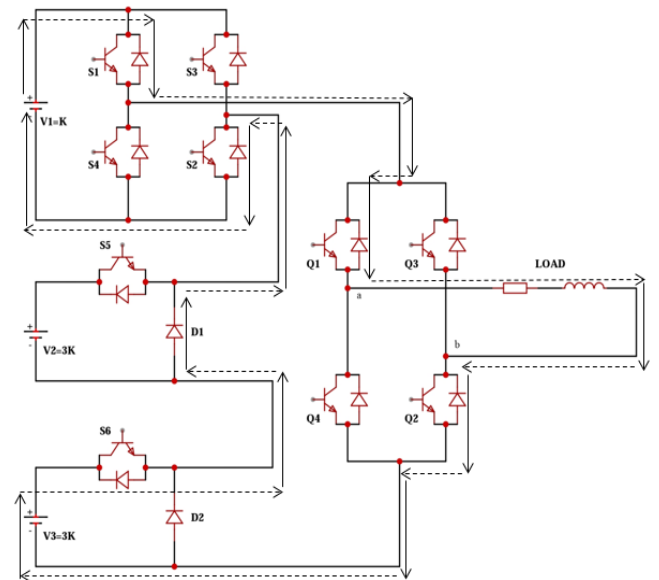 S1
S3
+
V1=K
S4
S2
S5
Q1
Q3
LOAD
a
+
D1
-
V2=3K
b
S6
Q4
Q2
+
D2
-
V3=3K